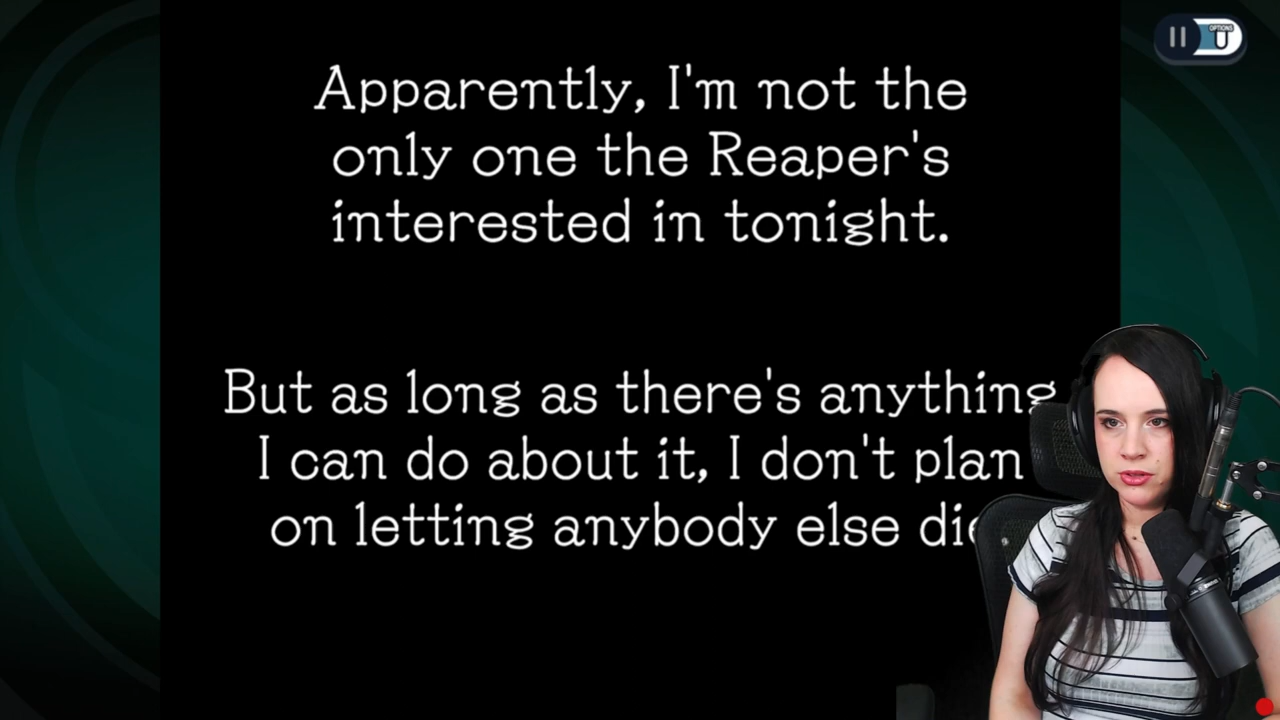 OPTIONS
Apparently, I'm not the
only one the Reaper's
interested in tonight.
But as long as there's anything
I can do about it, I don't plan
on letting anybody else die